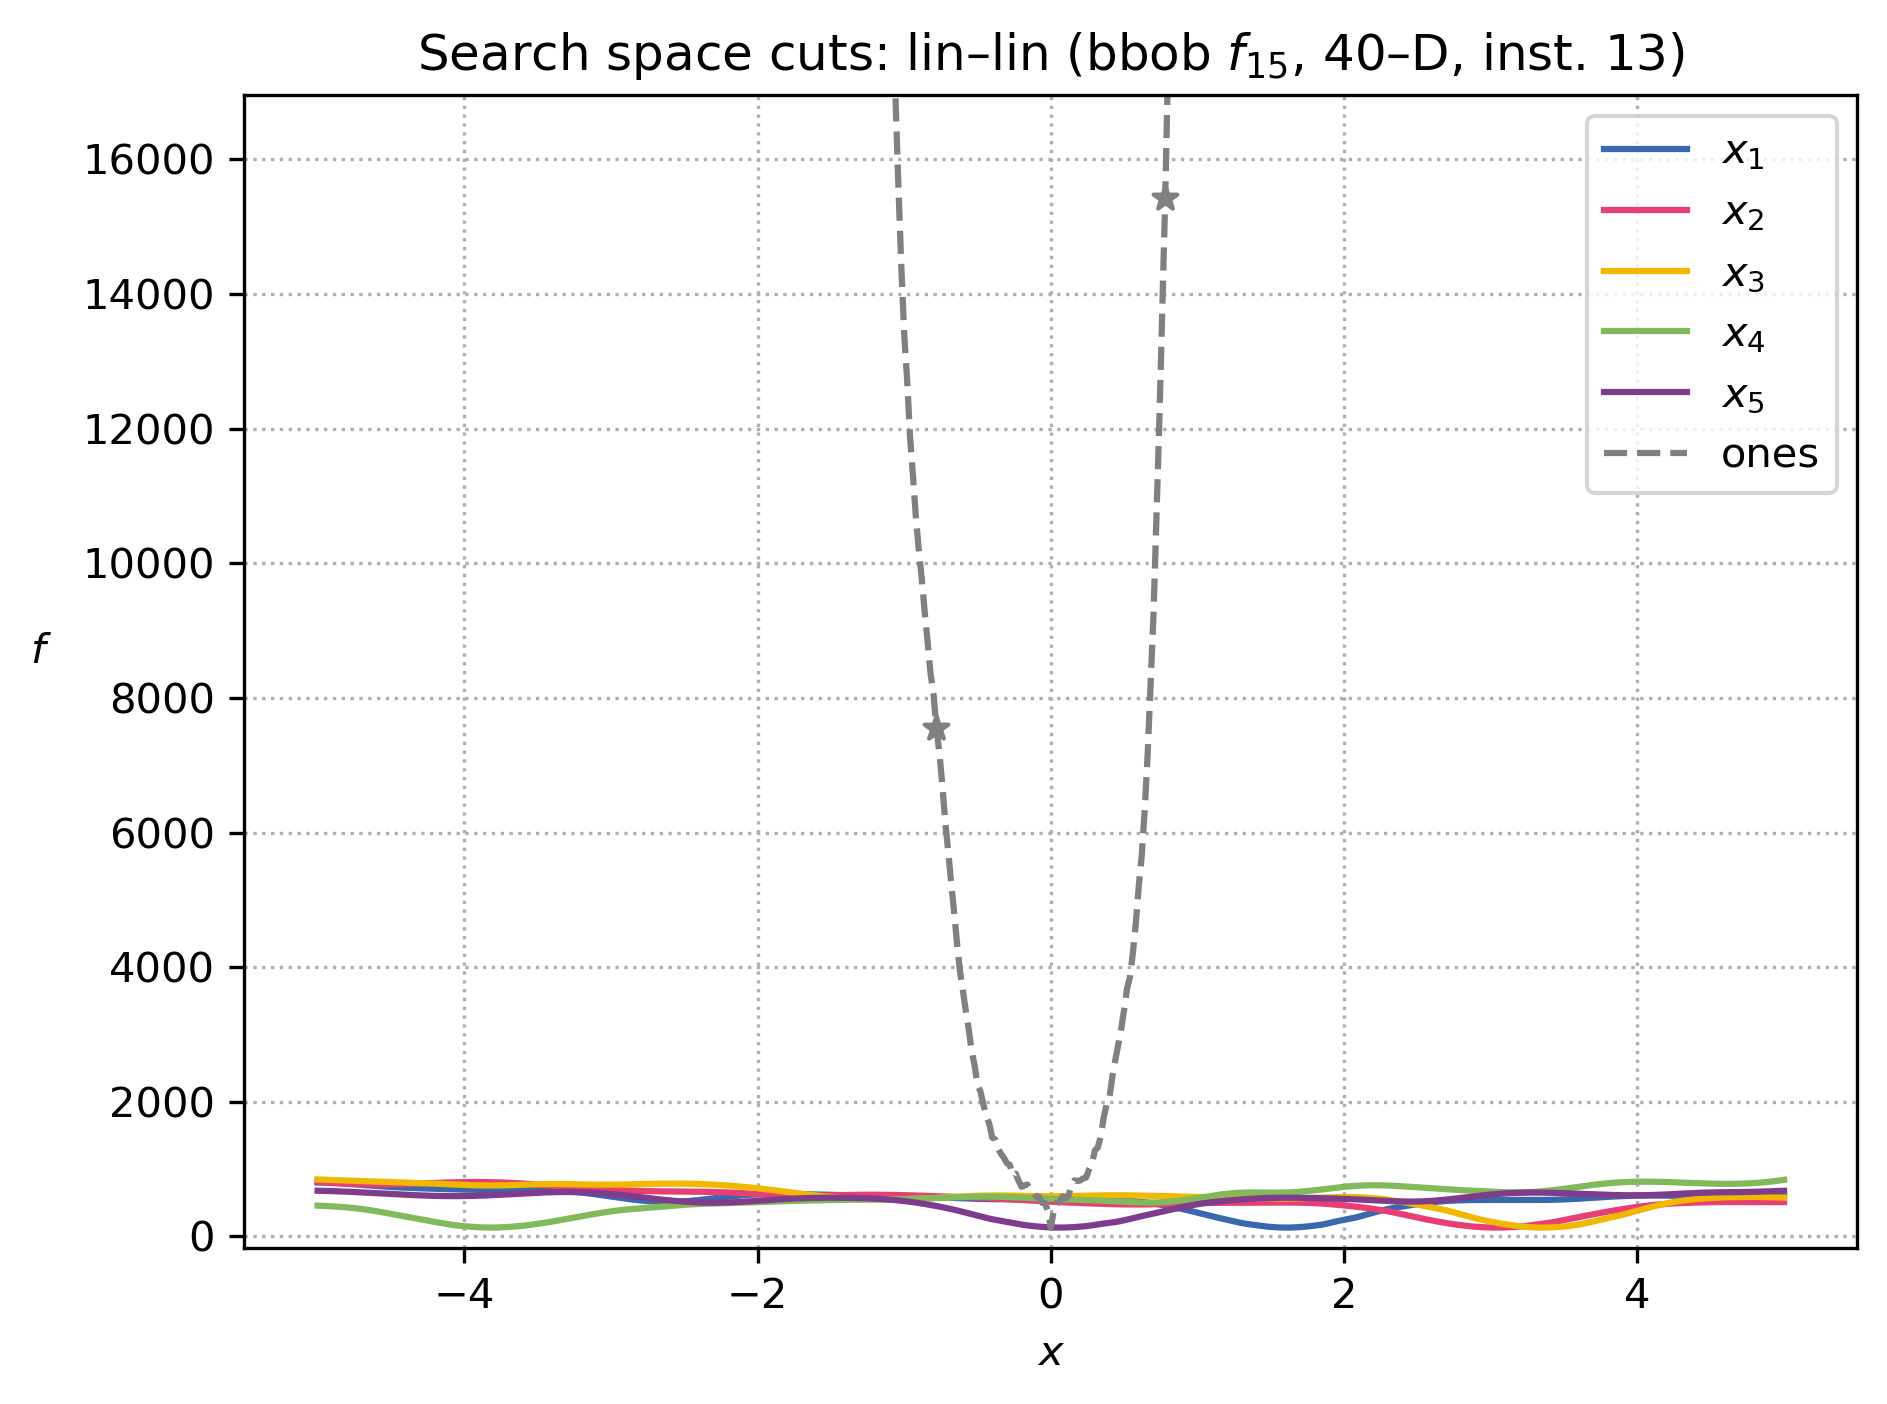 Search space cuts: lin–lin (bbob f₁₅, 40–D, inst. 13)
16000
14000
12000
10000
8000
6000
4000
2000
0
f
−4
−2
0
2
4
x
x₁
x₂
x₃
x₄
x₅
ones